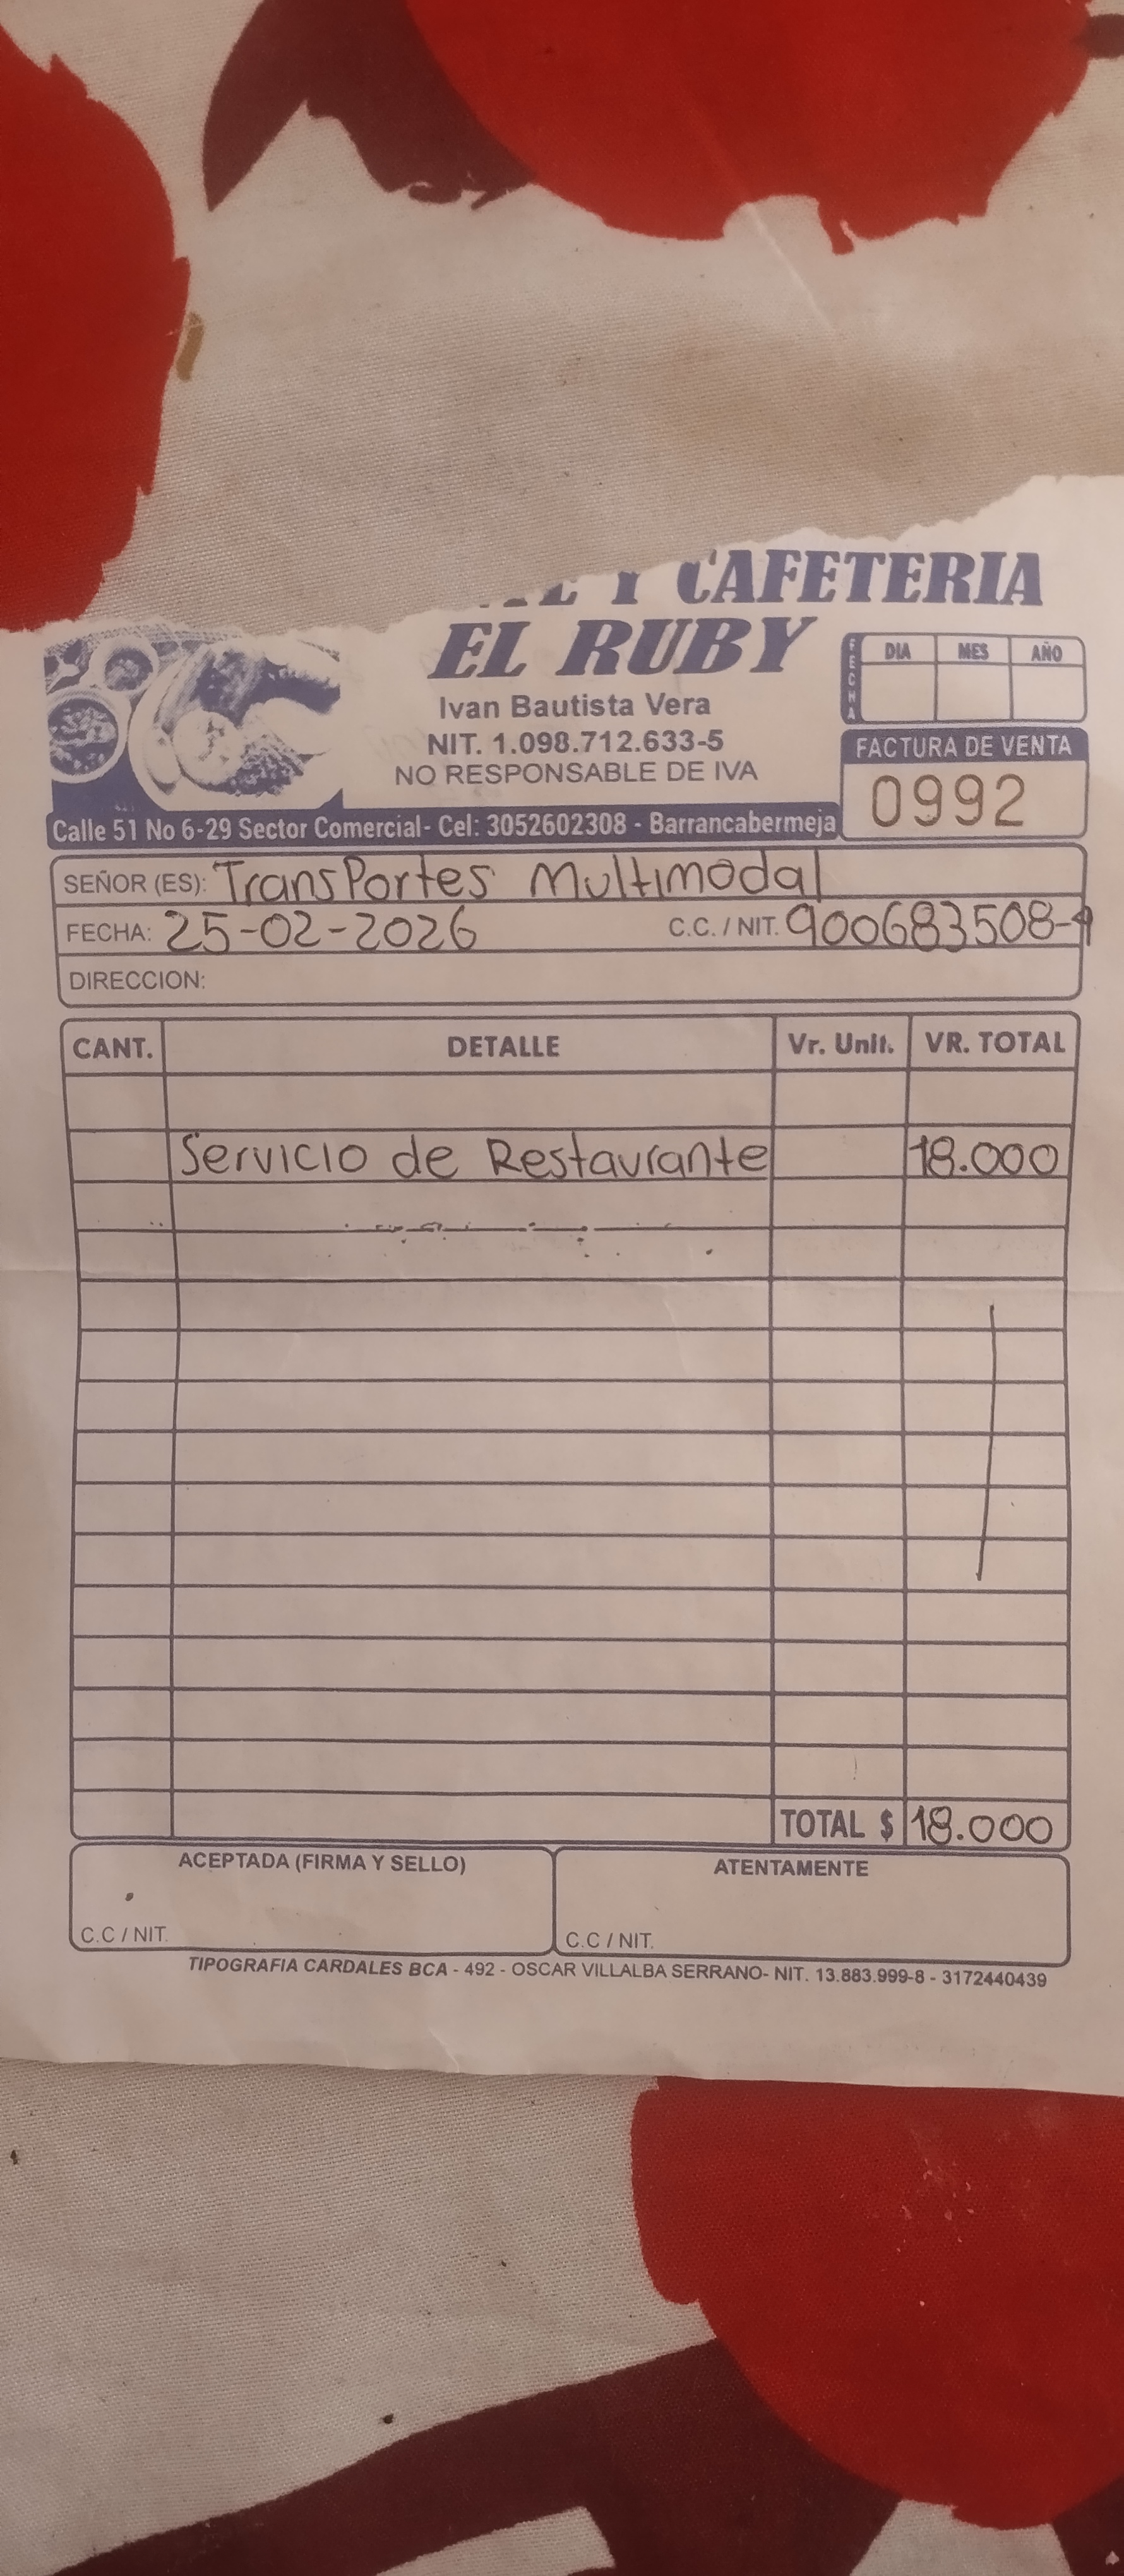 Y CAFETERIA
EL RUBY
Ivan Bautista Vera
NIT. 1.098.712.633-5
NO RESPONSABLE DE IVA
FECHA DIA MES AÑO
FACTURA DE VENTA
0992
Calle 51 No 6-29 Sector Comercial- Cel: 3052602308 - Barrancabermeja
SEÑOR (ES): Transportes Multimodal
FECHA: 25-02-2026 C.C. / NIT. 900683508-9
DIRECCION:
CANT. DETALLE Vr. Unit. VR. TOTAL
Servicio de Restaurante 18.000
TOTAL $ 18.000
ACEPTADA (FIRMA Y SELLO) ATENTAMENTE
C.C / NIT. C.C / NIT.
TIPOGRAFIA CARDALES BCA - 492 - OSCAR VILLALBA SERRANO- NIT. 13.883.999-8 - 3172440439